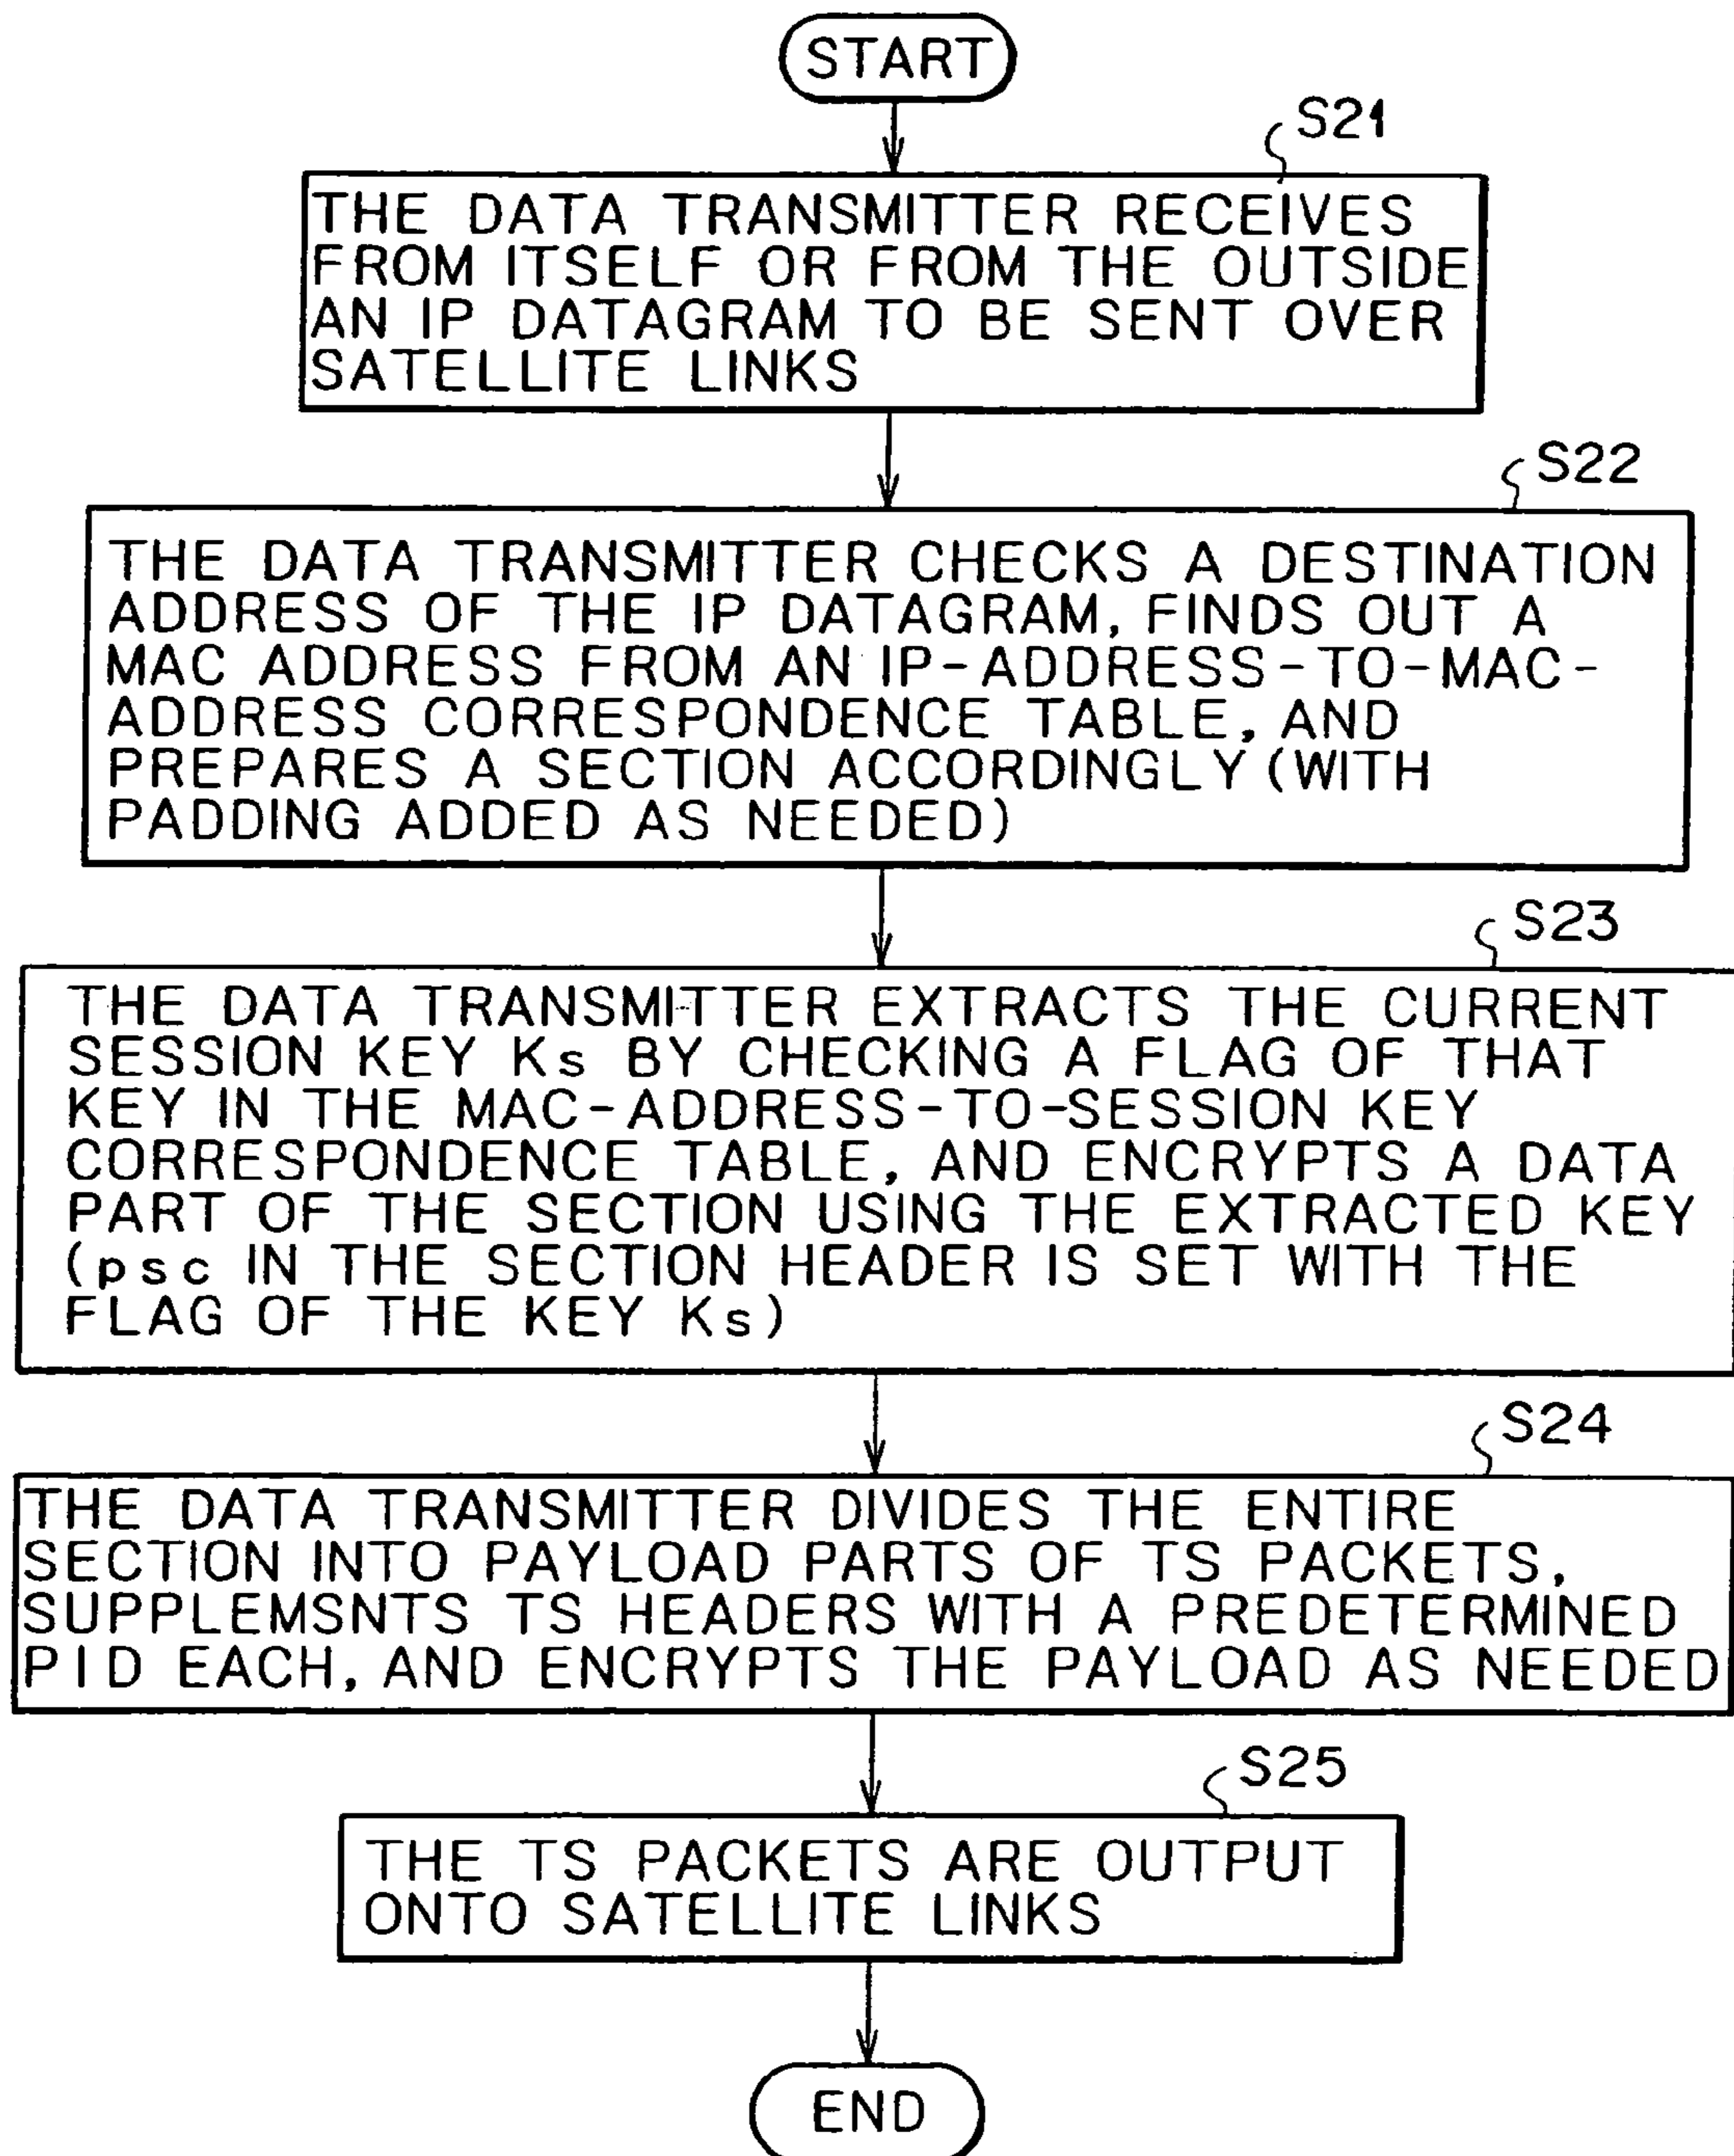 START
S21
THE DATA TRANSMITTER RECEIVES
FROM ITSELF OR FROM THE OUTSIDE
AN IP DATAGRAM TO BE SENT OVER
SATELLITE LINKS
S22
THE DATA TRANSMITTER CHECKS A DESTINATION
ADDRESS OF THE IP DATAGRAM, FINDS OUT A
MAC ADDRESS FROM AN IP-ADDRESS-TO-MAC-
ADDRESS CORRESPONDENCE TABLE, AND
PREPARES A SECTION ACCORDINGLY (WITH
PADDING ADDED AS NEEDED)
S23
THE DATA TRANSMITTER EXTRACTS THE CURRENT
SESSION KEY Ks BY CHECKING A FLAG OF THAT
KEY IN THE MAC-ADDRESS-TO-SESSION KEY
CORRESPONDENCE TABLE, AND ENCRYPTS A DATA
PART OF THE SECTION USING THE EXTRACTED KEY
(psc IN THE SECTION HEADER IS SET WITH THE
FLAG OF THE KEY Ks)
S24
THE DATA TRANSMITTER DIVIDES THE ENTIRE
SECTION INTO PAYLOAD PARTS OF TS PACKETS,
SUPPLEMSNTS TS HEADERS WITH A PREDETERMINED
PID EACH, AND ENCRYPTS THE PAYLOAD AS NEEDED
S25
THE TS PACKETS ARE OUTPUT
ONTO SATELLITE LINKS
END